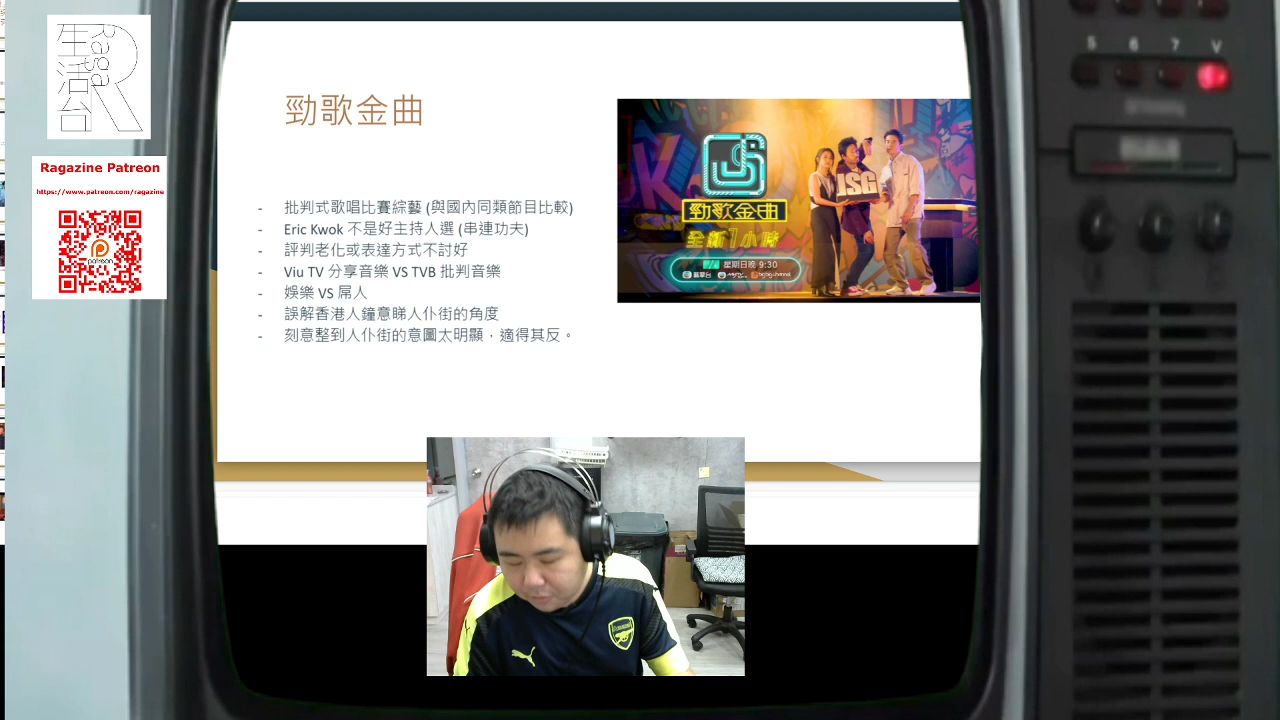 生活台
Raga
R
Ragazine Patreon
https://www.patreon.com/ragazine
patreon
勁歌金曲
- 批判式歌唱比賽綜藝 (與國內同類節目比較)
- Eric Kwok 不是好主持人選 (串連功夫)
- 評判老化或表達方式不討好
- Viu TV 分享音樂 VS TVB 批判音樂
- 娛樂 VS 屌人
- 誤解香港人鐘意睇人仆街的角度
- 刻意整到人仆街的意圖太明顯，適得其反。
JSG
JSG
勁歌金曲
全新1小時
星期日晚 9:30
5 6 7 V
Arsenal